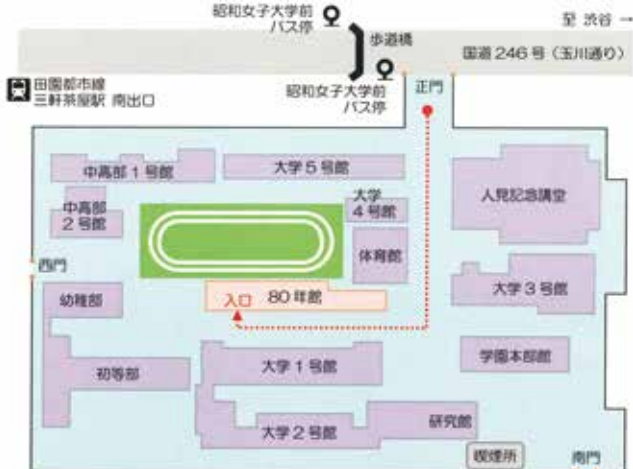 昭和女子大学前
バス停
至 渋谷 →
歩道橋
国道246号（玉川通り）
田園都市線
三軒茶屋駅 南出口
昭和女子大学前
バス停
正門
中高部1号館
大学5号館
人見記念講堂
中高部
2号館
大学
4号館
体育館
西門
幼稚部
入口
80年館
大学3号館
初等部
大学1号館
学園本部館
大学2号館
研究館
喫煙所
南門